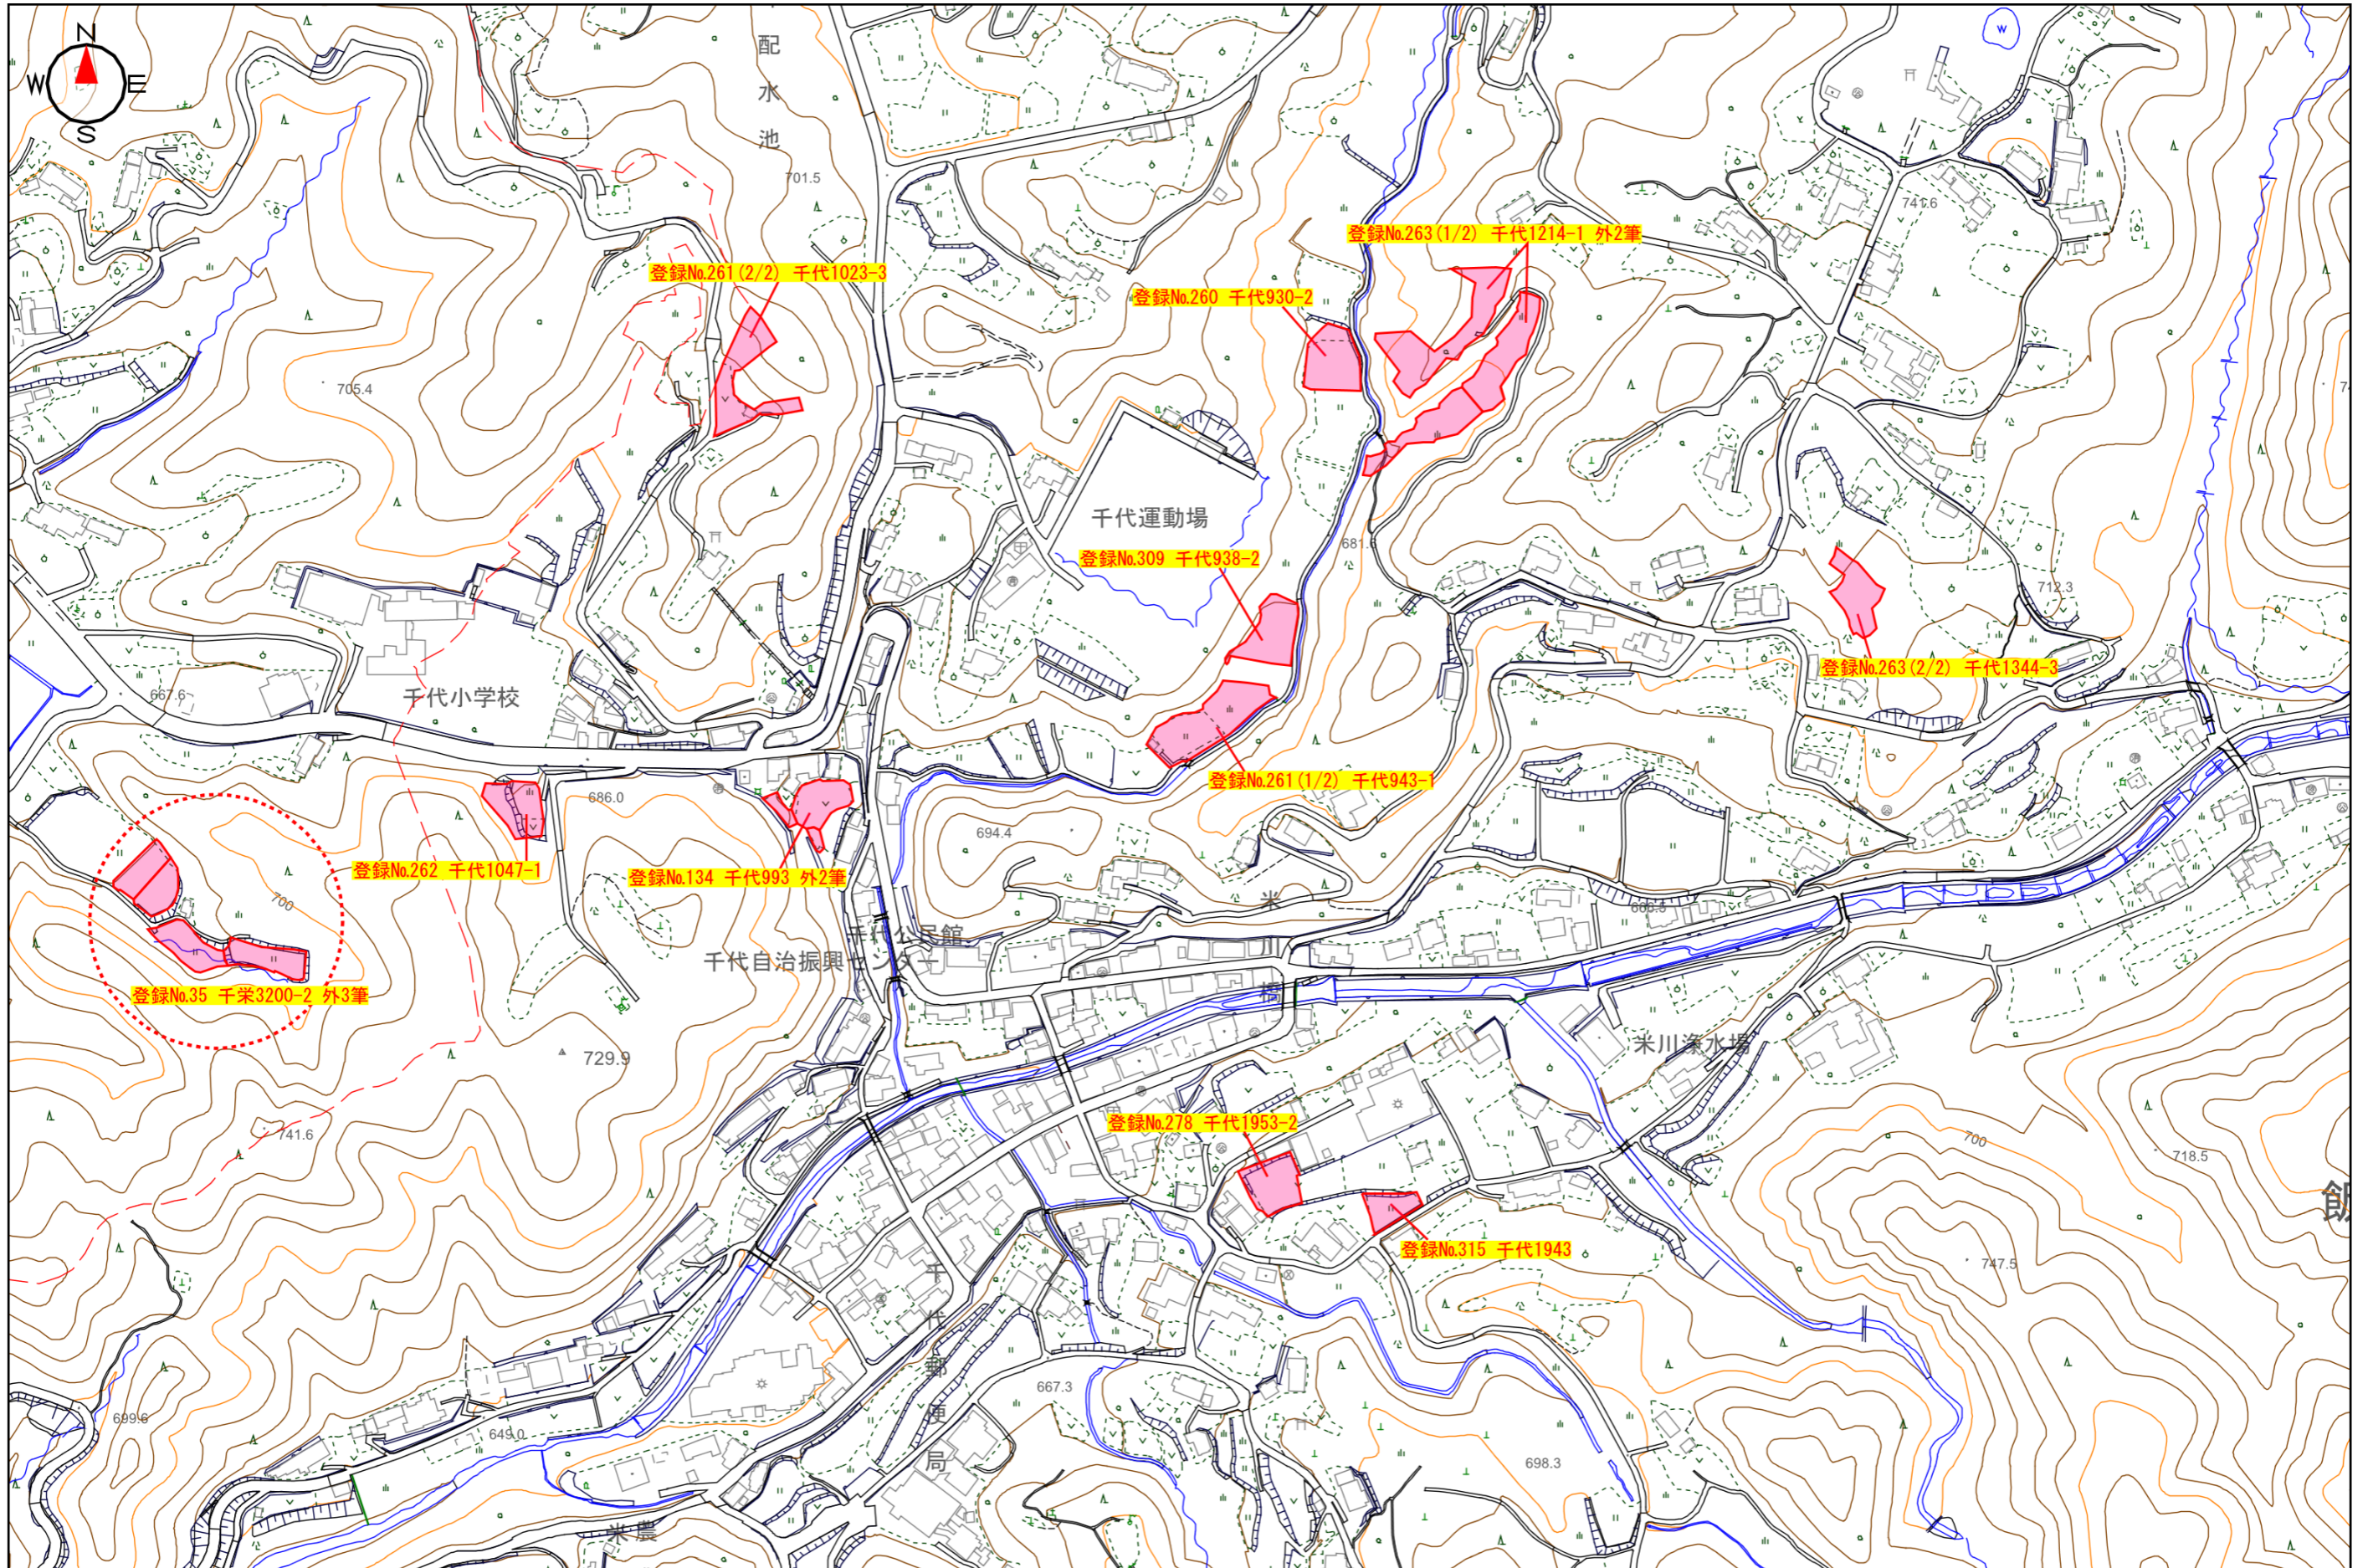 N
W
E
S
配水池
w
701.5
741.6
登録No.263(1/2) 千代1214-1 外2筆
登録No.261(2/2) 千代1023-3
登録No.260 千代930-2
705.4
千代運動場
681.6
登録No.309 千代938-2
712.3
登録No.263(2/2) 千代1344-3
667.6
千代小学校
登録No.261(1/2) 千代943-1
686.0
694.4
登録No.262 千代1047-1
登録No.134 千代993 外2筆
700
米川橋
千代公民館
千代自治振興センター
登録No.35 千栄3200-2 外3筆
米川浄水場
729.9
登録No.278 千代1953-2
741.6
700
718.5
飯
登録No.315 千代1943
747.5
千代郵便局
667.3
699.6
649.0
698.3
米農